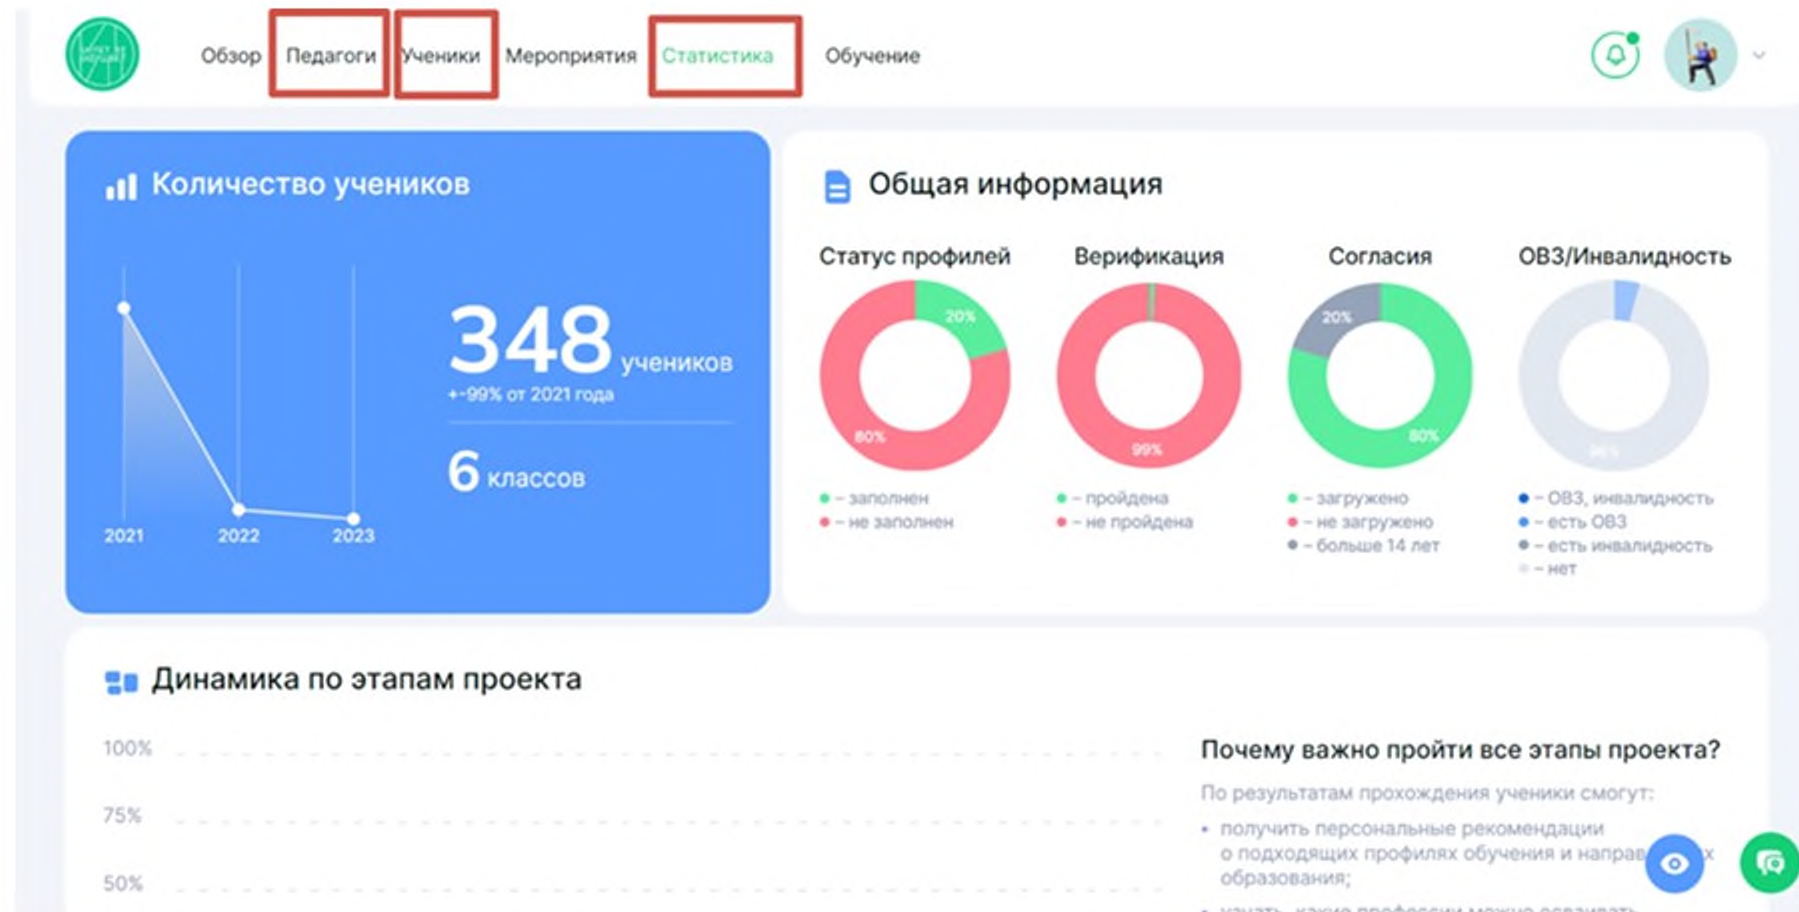 Обзор Педагоги Ученики Мероприятия Статистика Обучение
Количество учеников
348 учеников
+-99% от 2021 года
6 классов
2021 2022 2023
Общая информация
Статус профилей
20%
80%
– заполнен
– не заполнен
Верификация
99%
– пройдена
– не пройдена
Согласия
20%
80%
– загружено
– не загружено
– больше 14 лет
ОВЗ/Инвалидность
– ОВЗ, инвалидность
– есть ОВЗ
– есть инвалидность
– нет
Динамика по этапам проекта
100%
75%
50%
Почему важно пройти все этапы проекта?
По результатам прохождения ученики смогут:
• получить персональные рекомендации
о подходящих профилях обучения и
образования;